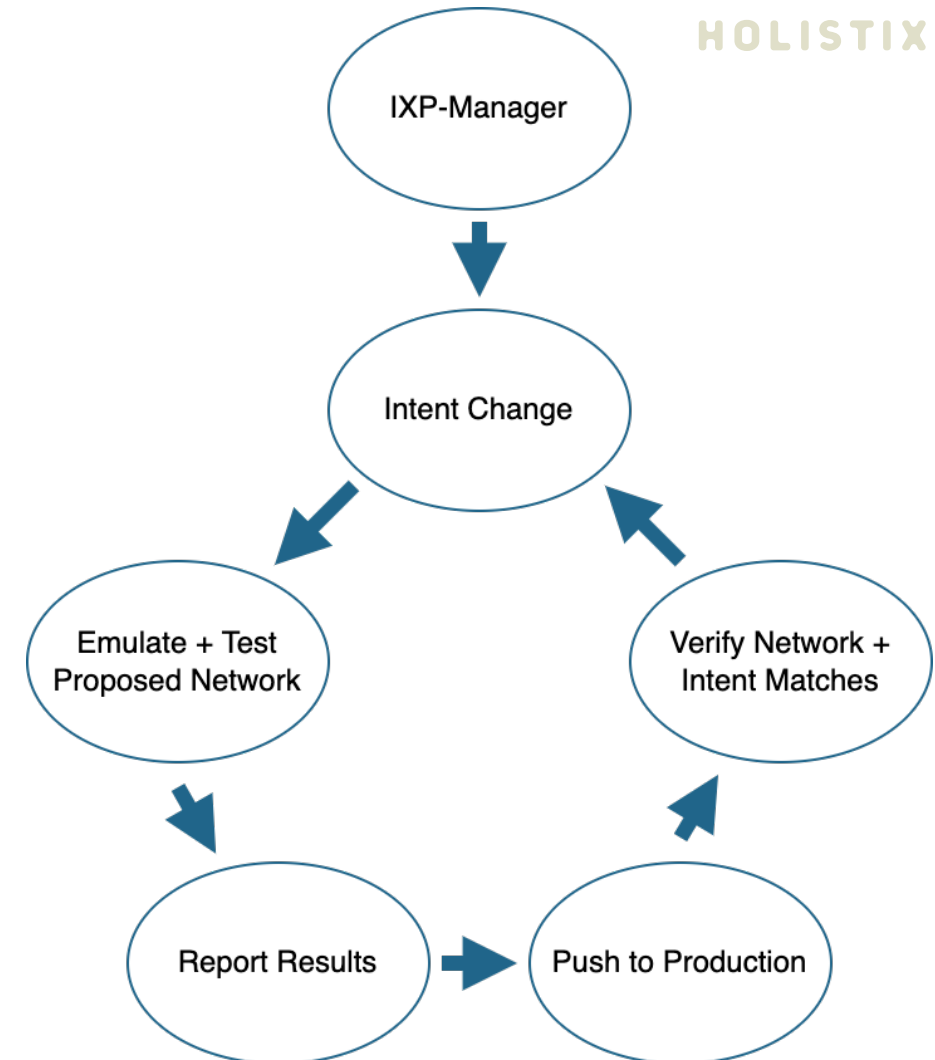 HOLISTIX
IXP-Manager
Intent Change
Emulate + Test
Proposed Network
Verify Network +
Intent Matches
Report Results
Push to Production